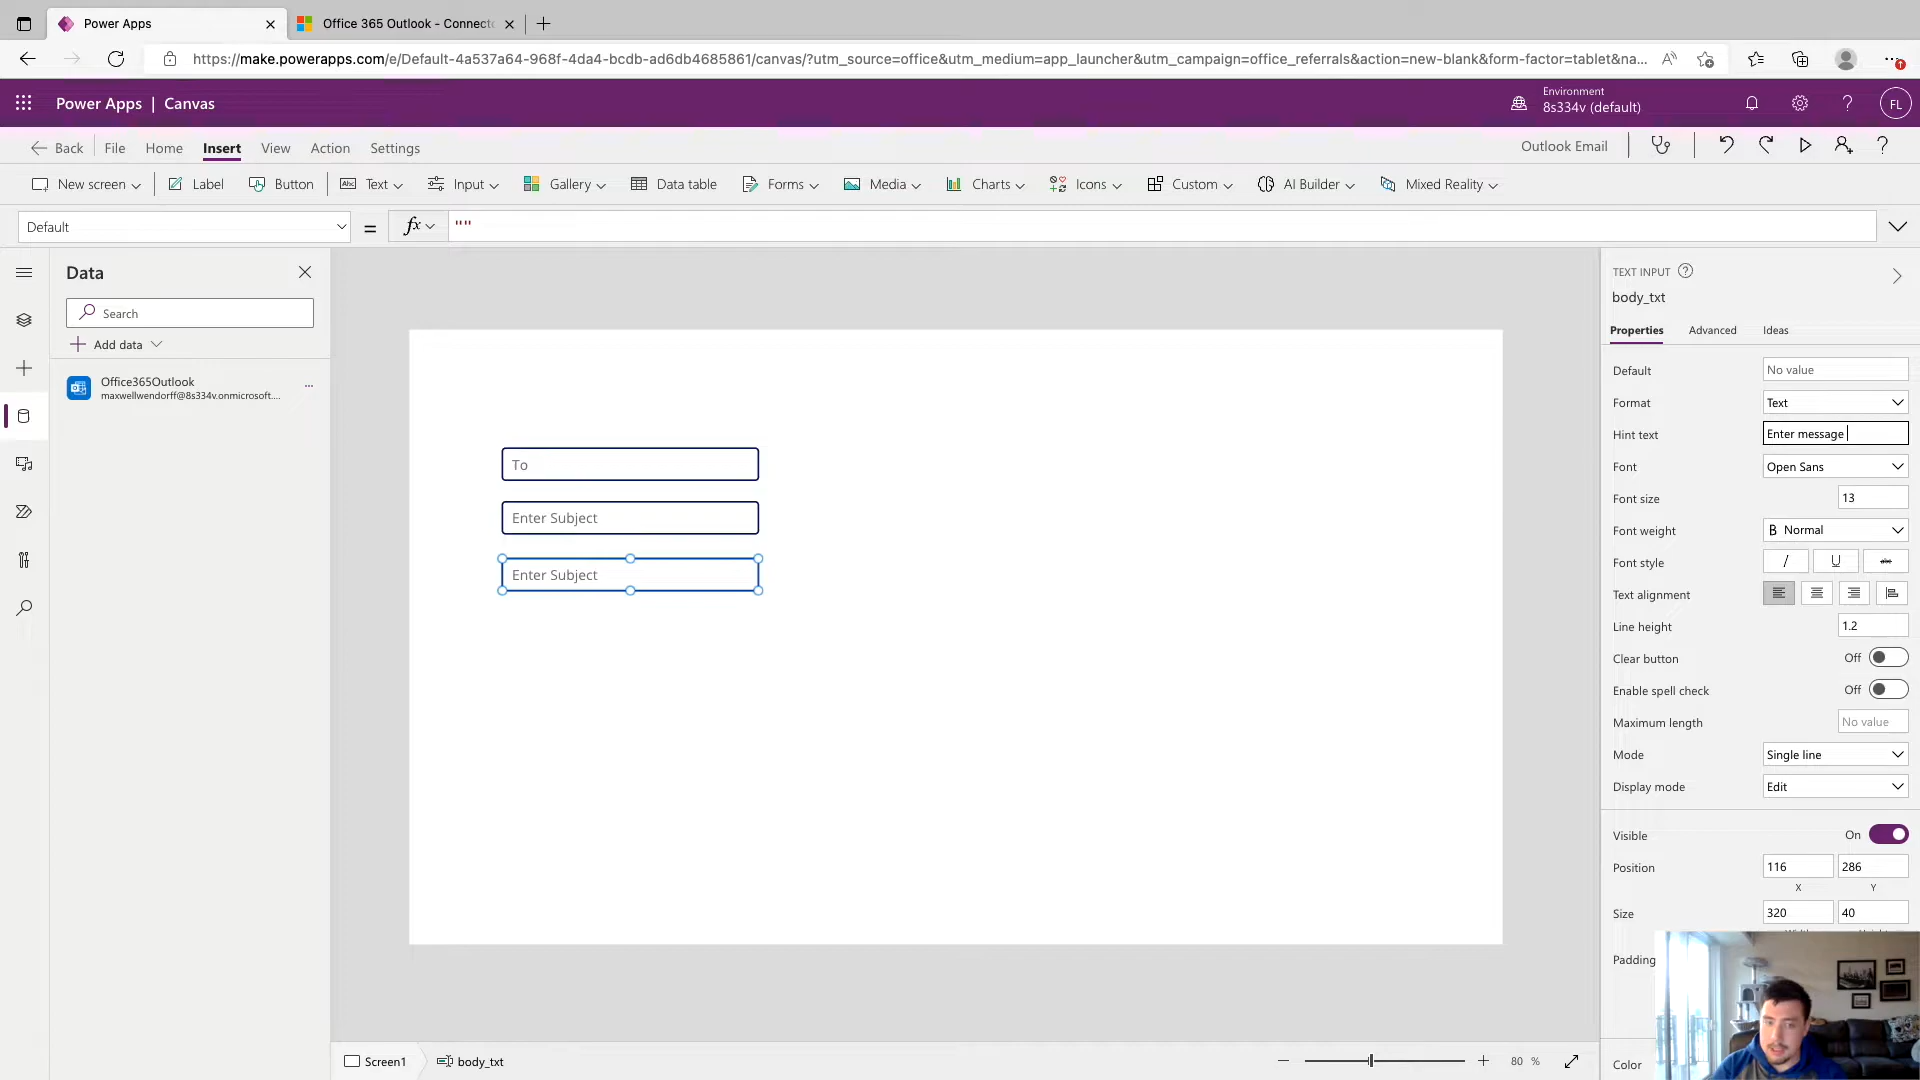 Power Apps
Office 365 Outlook - Connecto
https://make.powerapps.com/e/Default-4a537a64-968f-4da4-bcdb-ad6db4685861/canvas/?utm_source=office&utm_medium=app_launcher&utm_campaign=office_referrals&action=new-blank&form-factor=tablet&na...
Power Apps | Canvas
Environment
8s334v (default)
FL
Back
File
Home
Insert
View
Action
Settings
Outlook Email
New screen
Label
Button
Text
Input
Gallery
Data table
Forms
Media
Charts
Icons
Custom
AI Builder
Mixed Reality
Default
=
fx
""
Data
Search
Add data
Office365Outlook
maxwellwendorff@8s334v.onmicrosoft....
To
Enter Subject
Enter Subject
TEXT INPUT
body_txt
Properties
Advanced
Ideas
Default
No value
Format
Text
Hint text
Enter message
Font
Open Sans
Font size
13
Font weight
B Normal
Font style
/ U abc
Text alignment
Line height
1.2
Clear button
Off
Enable spell check
Off
Maximum length
No value
Mode
Single line
Display mode
Edit
Visible
On
Position
116
286
X
Y
Size
320
40
Padding
Color
Screen1
body_txt
80 %